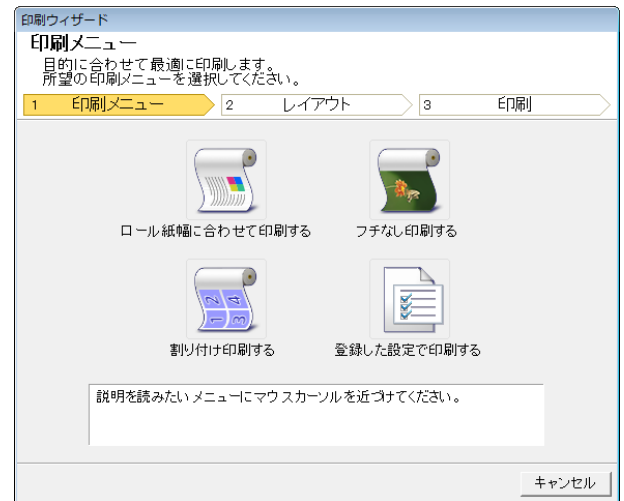 印刷ウィザード
印刷メニュー
目的に合わせて最適に印刷します。
所望の印刷メニューを選択してください。
1 印刷メニュー 2 レイアウト 3 印刷
ロール紙幅に合わせて印刷する フチなし印刷する
1 2 3 4
割り付け印刷する 登録した設定で印刷する
説明を読みたいメニューにマウスカーソルを近づけてください。
キャンセル